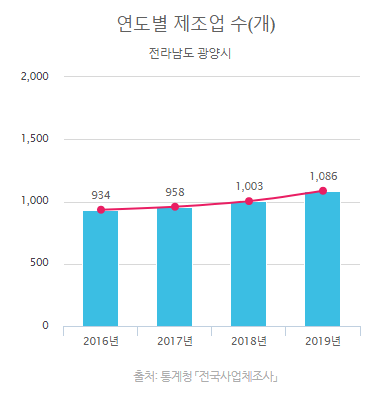 연도별 제조업 수(개)
전라남도 광양시
2,000
1,500
1,000
500
0
934
958
1,003
1,086
2016년
2017년
2018년
2019년
출처: 통계청 「전국사업체조사」